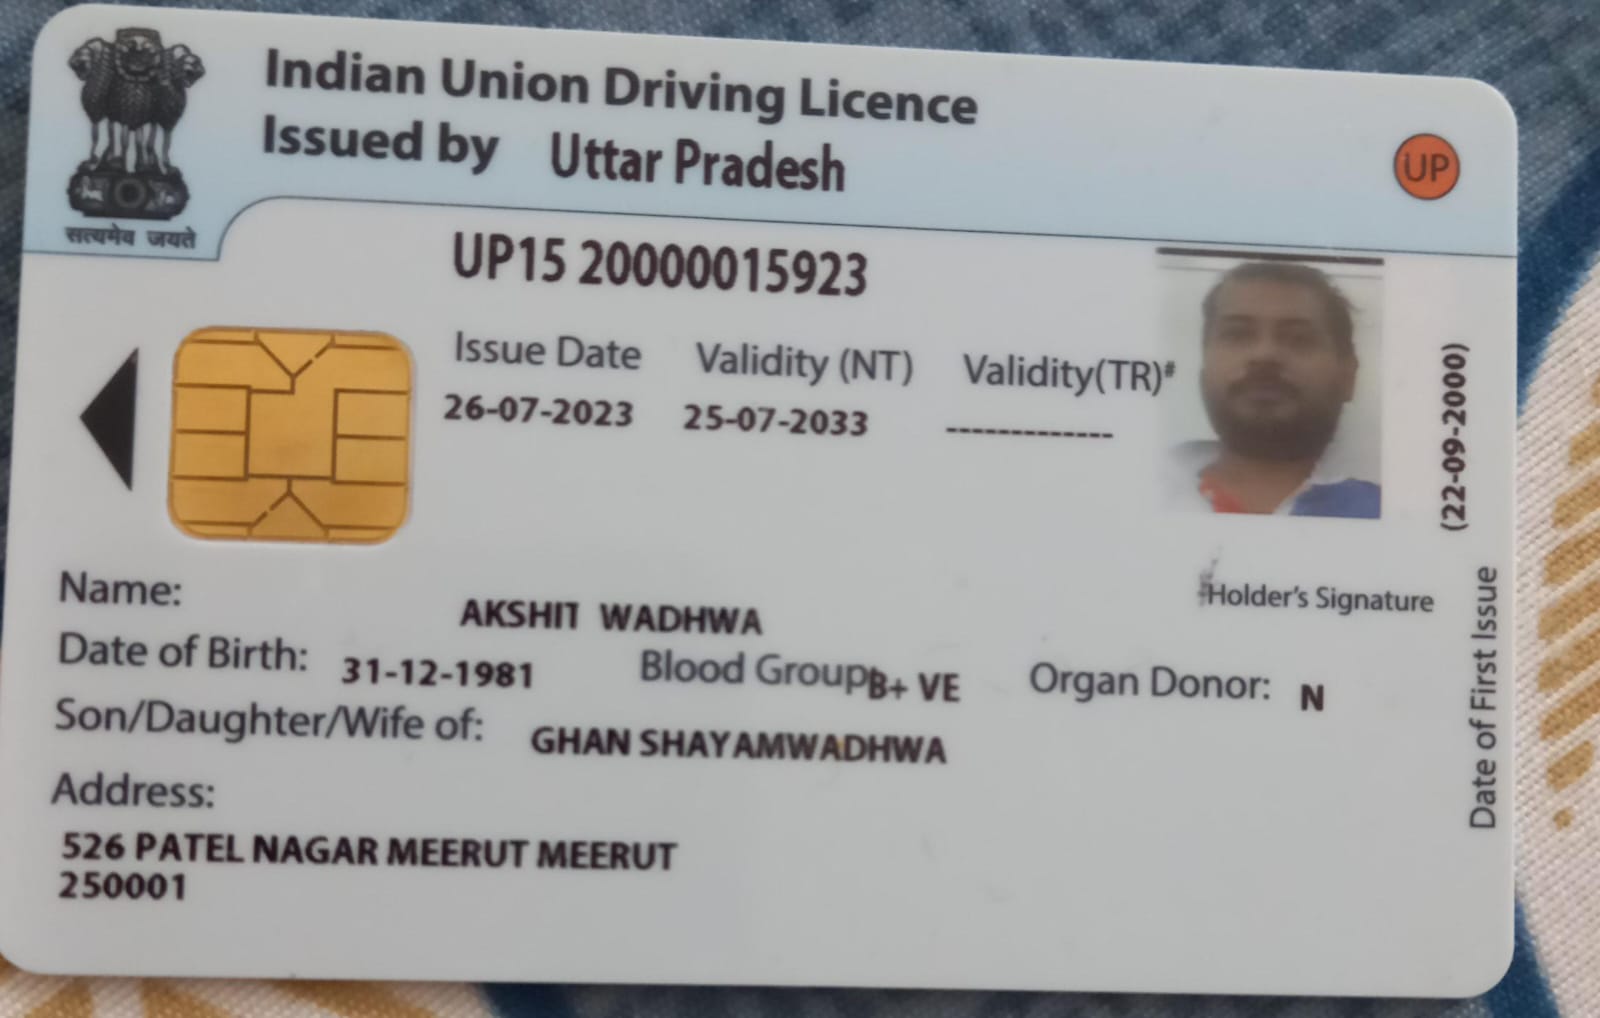 Indian Union Driving Licence
Issued by Uttar Pradesh
UP
सत्यमेव जयते
UP15 20000015923
Issue Date Validity (NT) Validity(TR)#
26-07-2023 25-07-2033 -------------
Holder's Signature
Name: AKSHIT WADHWA
Date of Birth: 31-12-1981 Blood Group: B+ VE Organ Donor: N
Son/Daughter/Wife of: GHAN SHAYAMWADHWA
Address:
526 PATEL NAGAR MEERUT MEERUT
250001
Date of First Issue (22-09-2000)